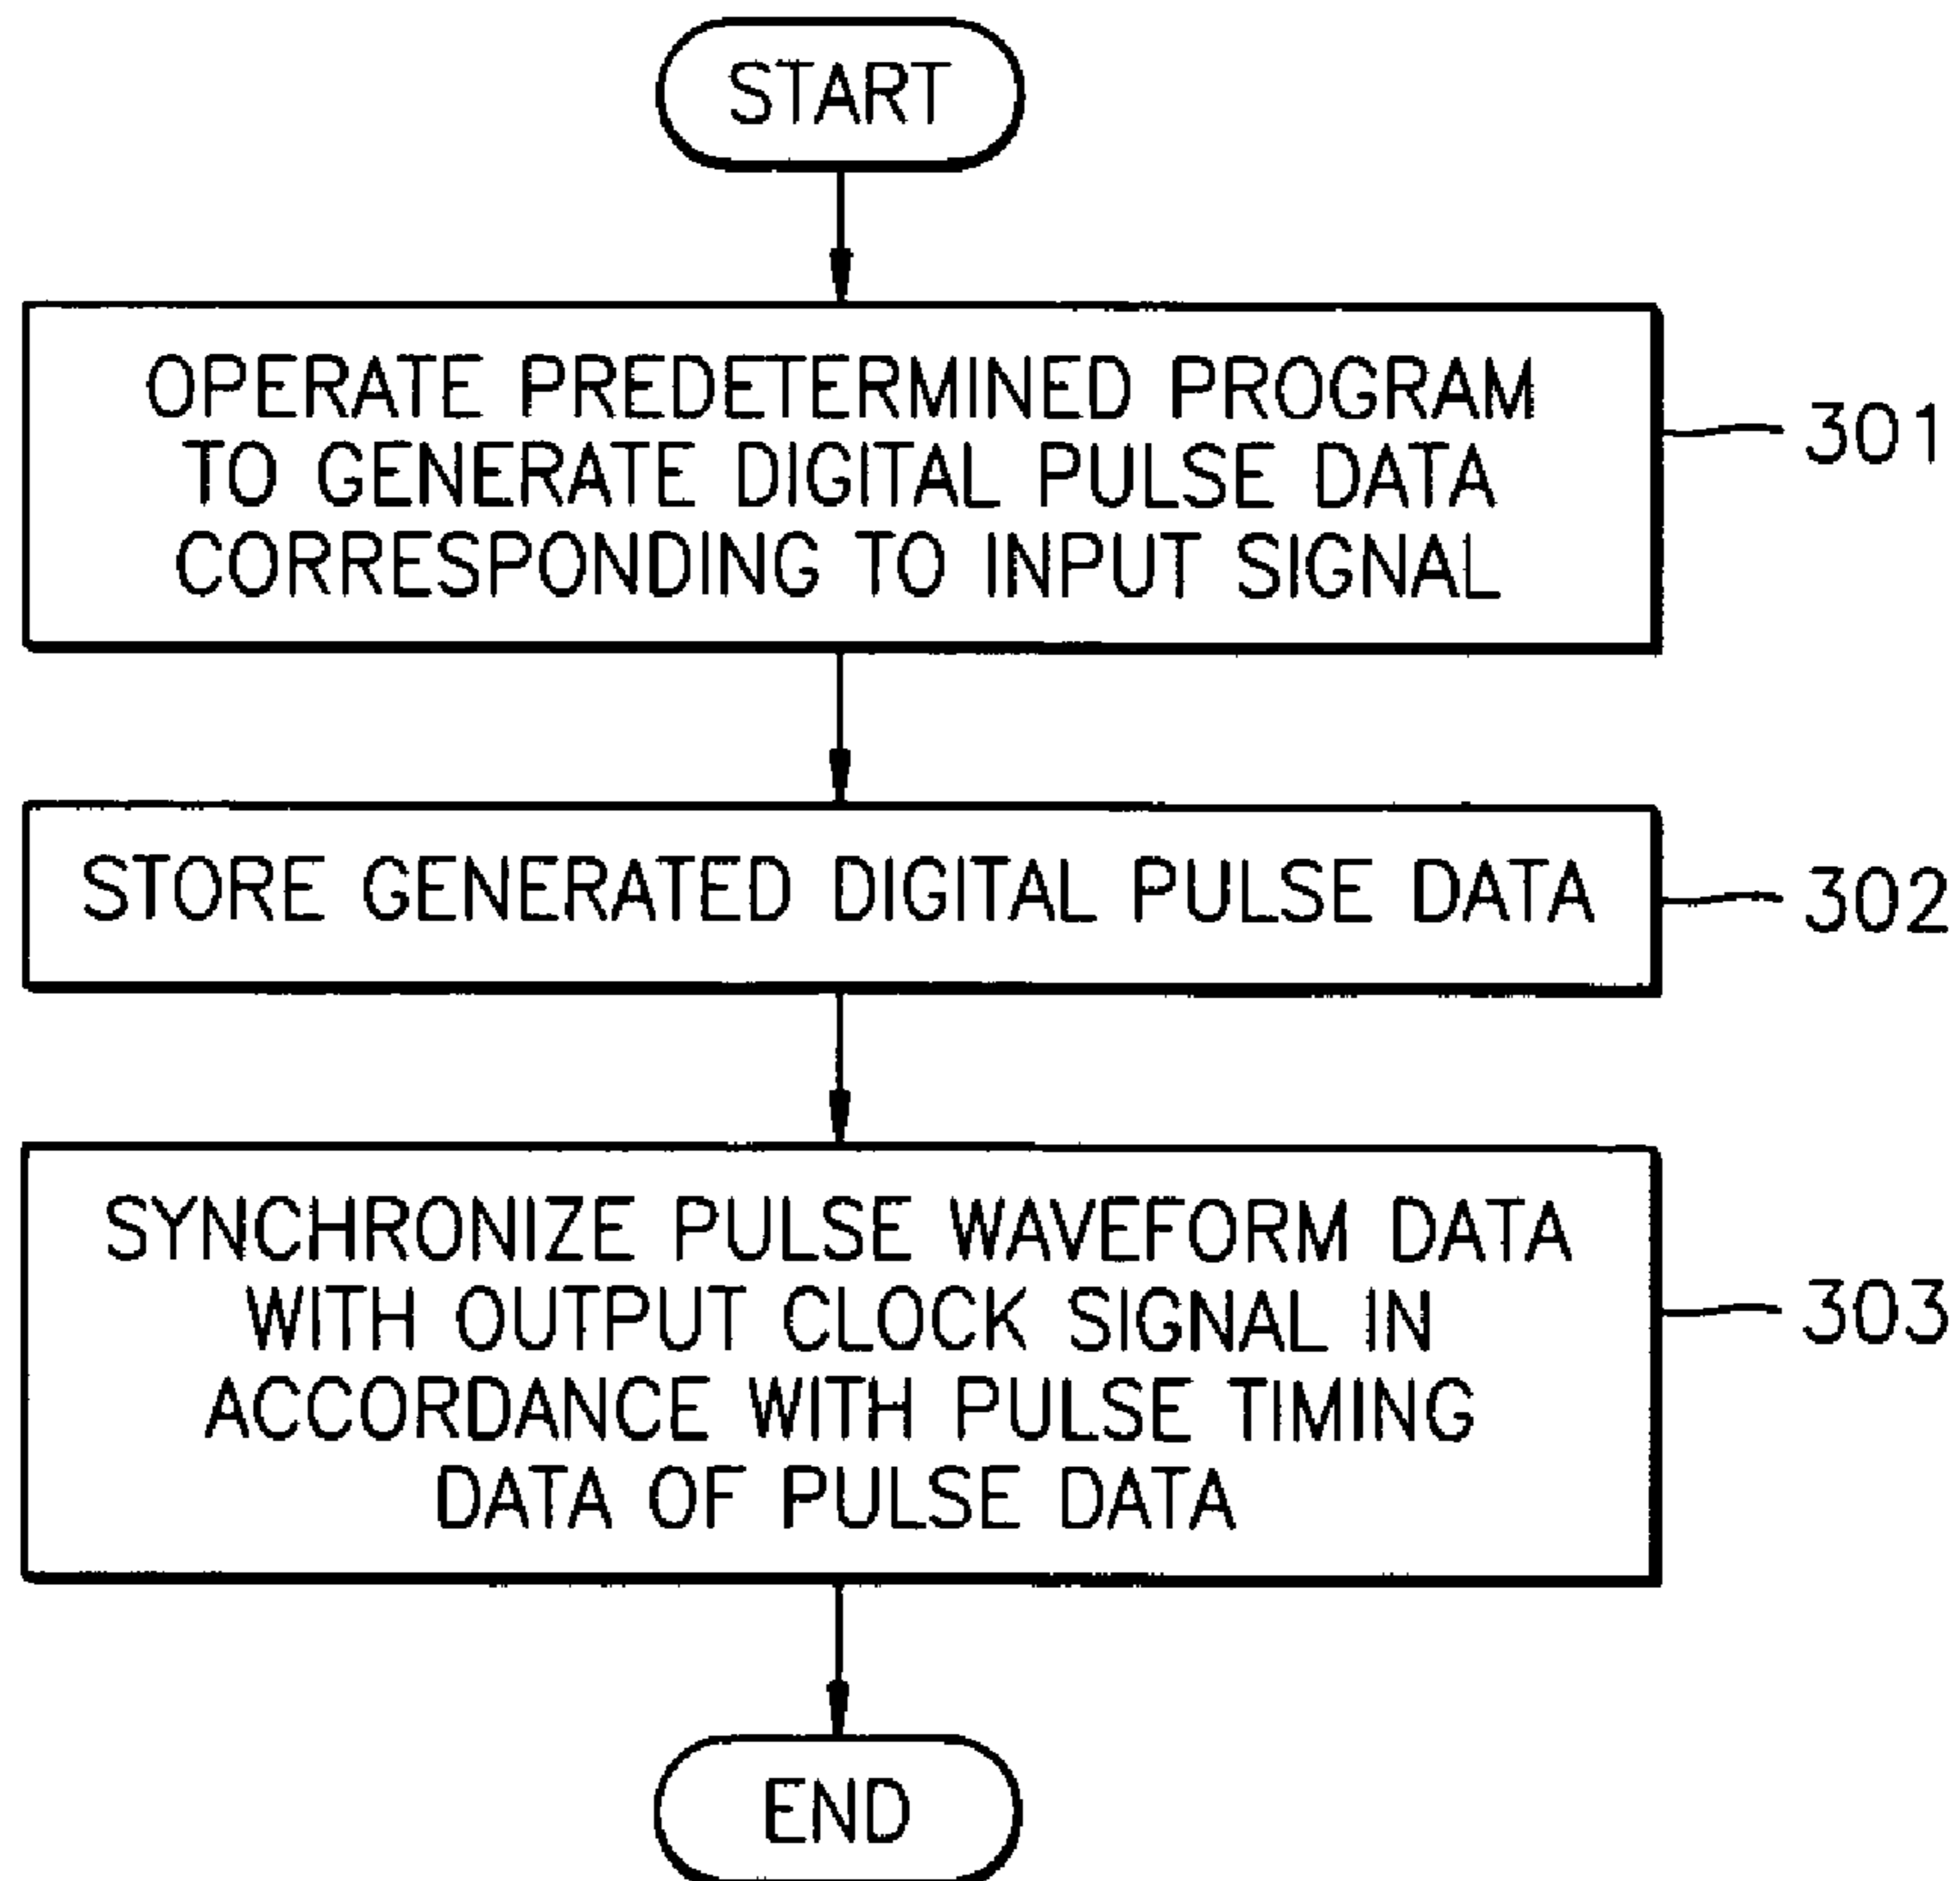 START
OPERATE PREDETERMINED PROGRAM
TO GENERATE DIGITAL PULSE DATA
CORRESPONDING TO INPUT SIGNAL
301
STORE GENERATED DIGITAL PULSE DATA
302
SYNCHRONIZE PULSE WAVEFORM DATA
WITH OUTPUT CLOCK SIGNAL IN
ACCORDANCE WITH PULSE TIMING
DATA OF PULSE DATA
303
END